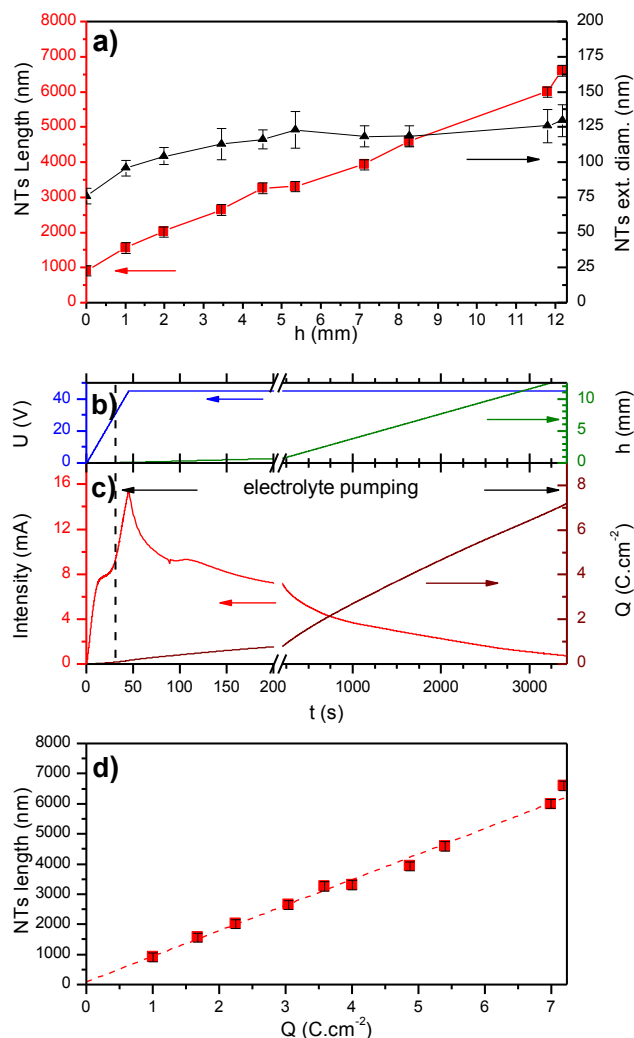 a)
8000
7000
6000
5000
4000
3000
2000
1000
0
NTs Length (nm)
200
175
150
125
100
75
50
25
0
NTs ext. diam. (nm)
0 1 2 3 4 5 6 7 8 9 10 11 12
h (mm)
b)
40
20
0
U (V)
10
5
0
h (mm)
c)
electrolyte pumping
16
12
8
4
0
Intensity (mA)
8
6
4
2
0
Q (C.cm-2)
0 50 100 150 200 1000 2000 3000
t (s)
d)
8000
7000
6000
5000
4000
3000
2000
1000
0
NTs length (nm)
0 1 2 3 4 5 6 7
Q (C.cm-2)